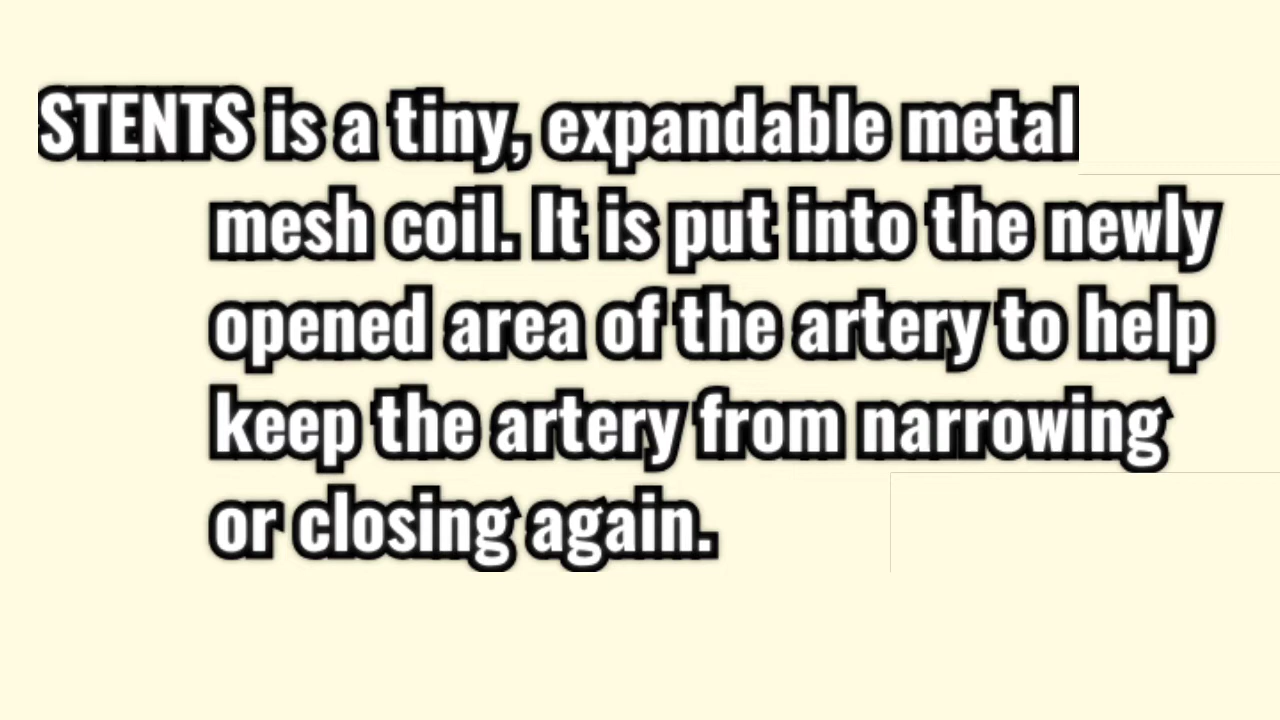 STENTS is a tiny, expandable metal
mesh coil. It is put into the newly
opened area of the artery to help
keep the artery from narrowing
or closing again.